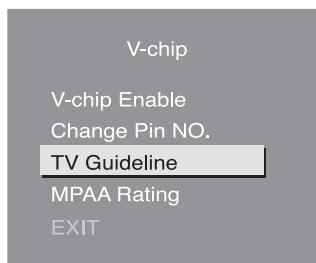 V-chip
V-chip Enable
Change Pin NO.
TV Guideline
MPAA Rating
EXIT